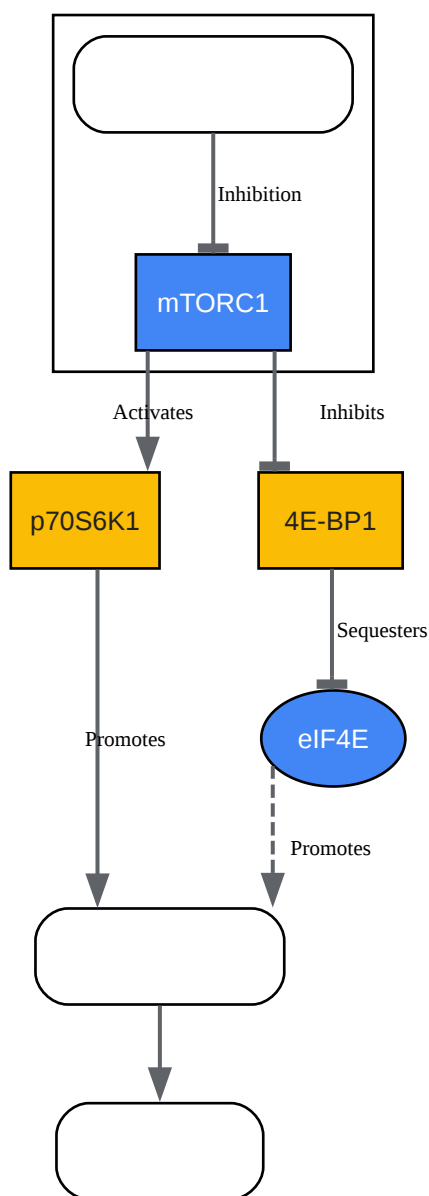 Inhibition
mTORC1
Activates
Inhibits
p70S6K1
4E-BP1
Sequesters
eIF4E
Promotes
Promotes